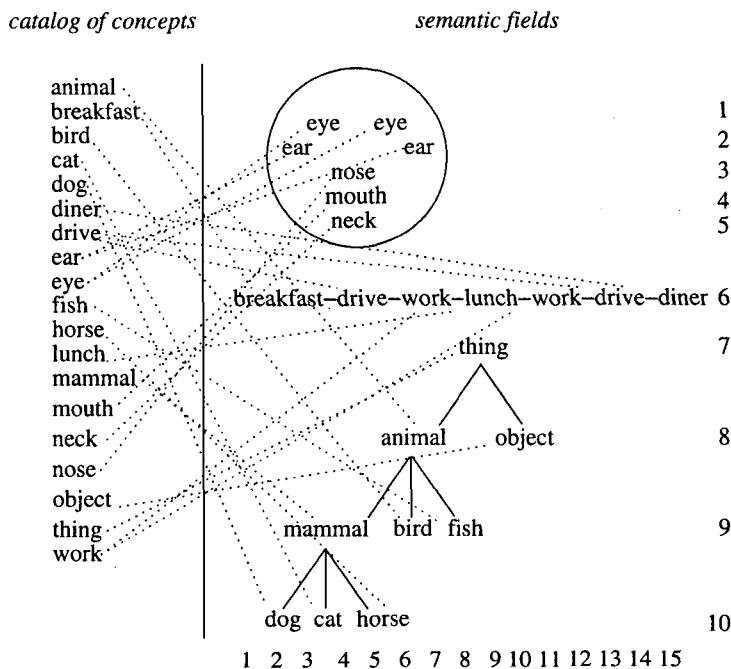 catalog of concepts semantic fields
animal
breakfast 1
bird eye eye
cat ear ear 2
dog nose 3
diner mouth 4
drive neck 5
ear
eye
fish breakfast–drive–work–lunch–work–drive–diner 6
horse
lunch thing 7
mammal
mouth
neck animal object 8
nose
object
thing mammal bird fish 9
work
dog cat horse 10
1 2 3 4 5 6 7 8 9 10 11 12 13 14 15